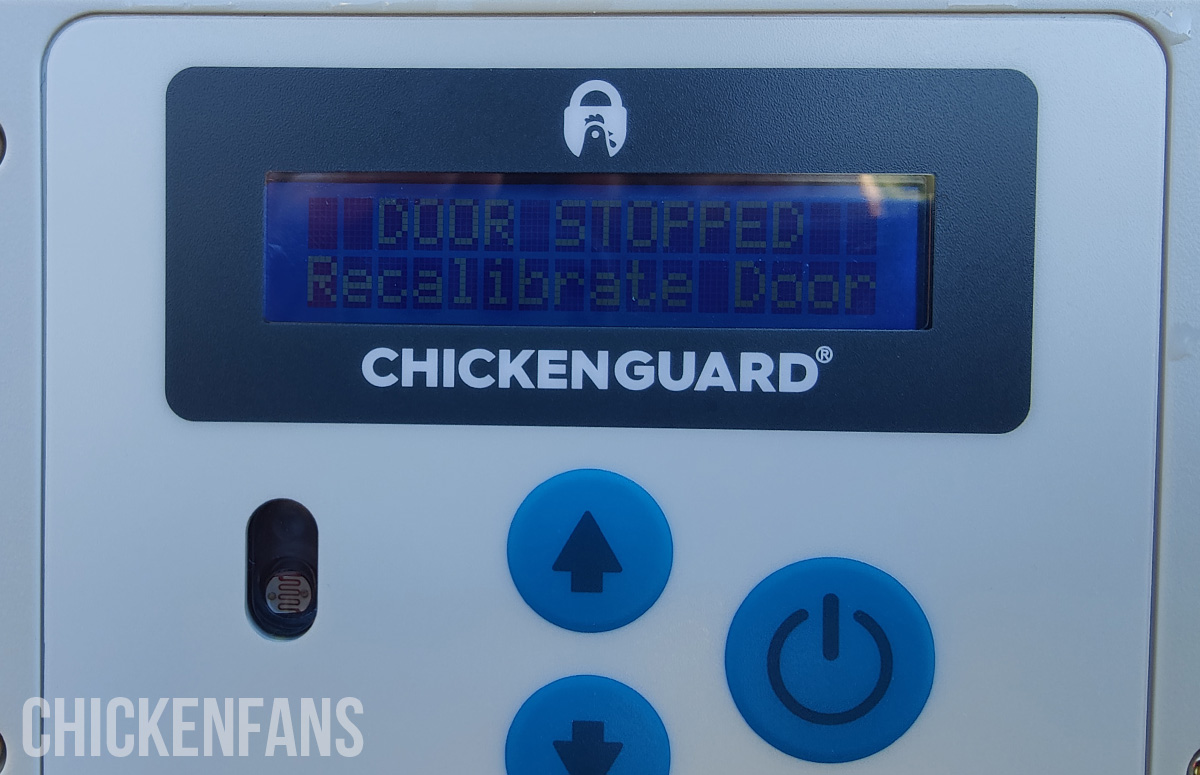 DOOR STOPPED
Recalibrate Door
CHICKENGUARD®
CHICKENFANS